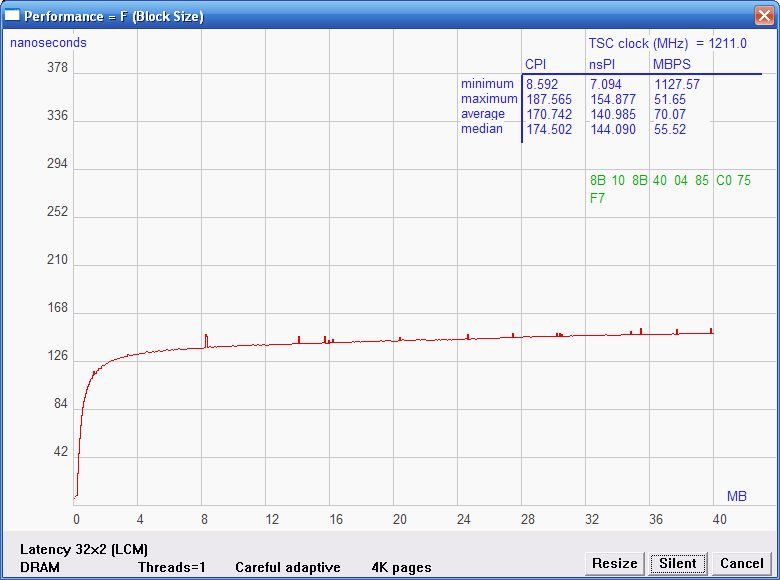 Performance = F (Block Size)
nanoseconds
TSC clock (MHz) = 1211.0
CPI nsPI MBPS
minimum 8.592 7.094 1127.57
maximum 187.565 154.877 51.65
average 170.742 140.985 70.07
median 174.502 144.090 55.52
8B 10 8B 40 04 85 C0 75
F7
378
336
294
252
210
168
126
84
42
MB
0 4 8 12 16 20 24 28 32 36 40
Latency 32x2 (LCM)
DRAM Threads=1 Careful adaptive 4K pages
Resize Silent Cancel